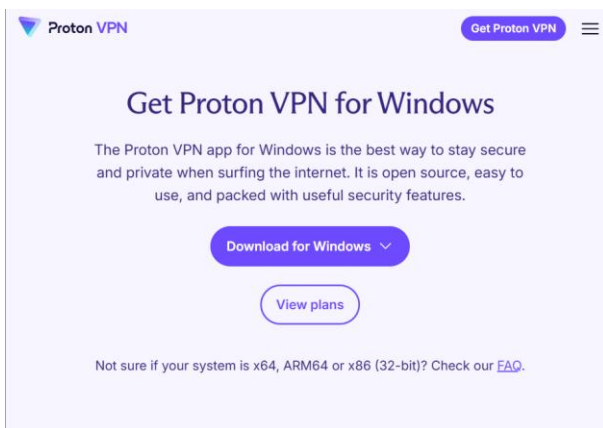 Proton VPN
Get Proton VPN
Get Proton VPN for Windows
The Proton VPN app for Windows is the best way to stay secure
and private when surfing the internet. It is open source, easy to
use, and packed with useful security features.
Download for Windows
View plans
Not sure if your system is x64, ARM64 or x86 (32-bit)? Check our FAQ.